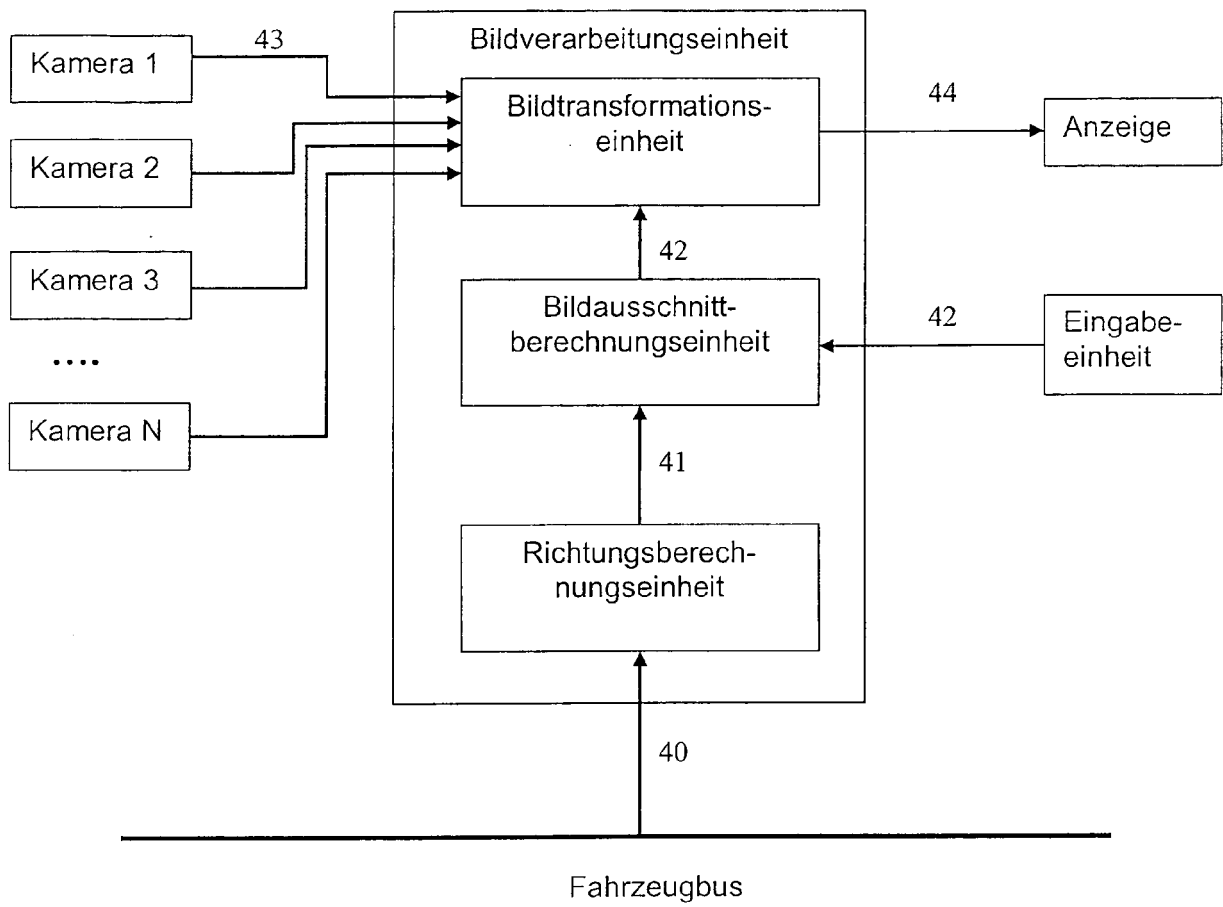 Kamera 1
43
Bildverarbeitungseinheit
Bildtransformations-
einheit
44
Anzeige
Kamera 2
Kamera 3
....
Kamera N
42
Bildausschnitt-
berechnungseinheit
42
Eingabe-
einheit
41
Richtungsberech-
nungseinheit
40
Fahrzeugbus